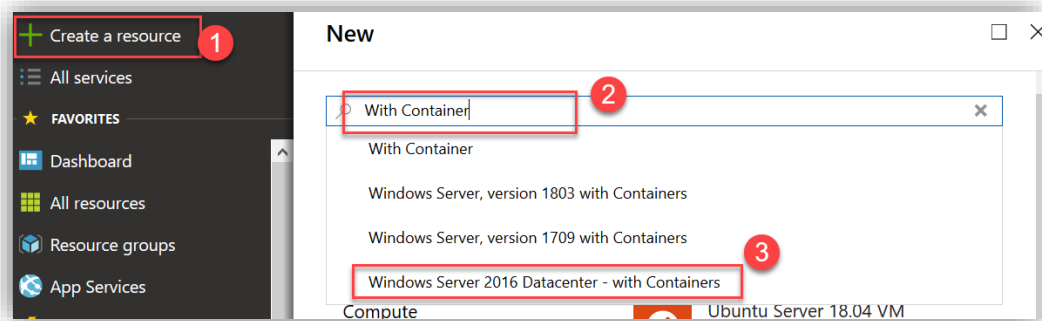 Create a resource
1
All services
FAVORITES
Dashboard
All resources
Resource groups
App Services
New
2
With Container
With Container
Windows Server, version 1803 with Containers
Windows Server, version 1709 with Containers
3
Windows Server 2016 Datacenter - with Containers
Compute
Ubuntu Server 18.04 VM